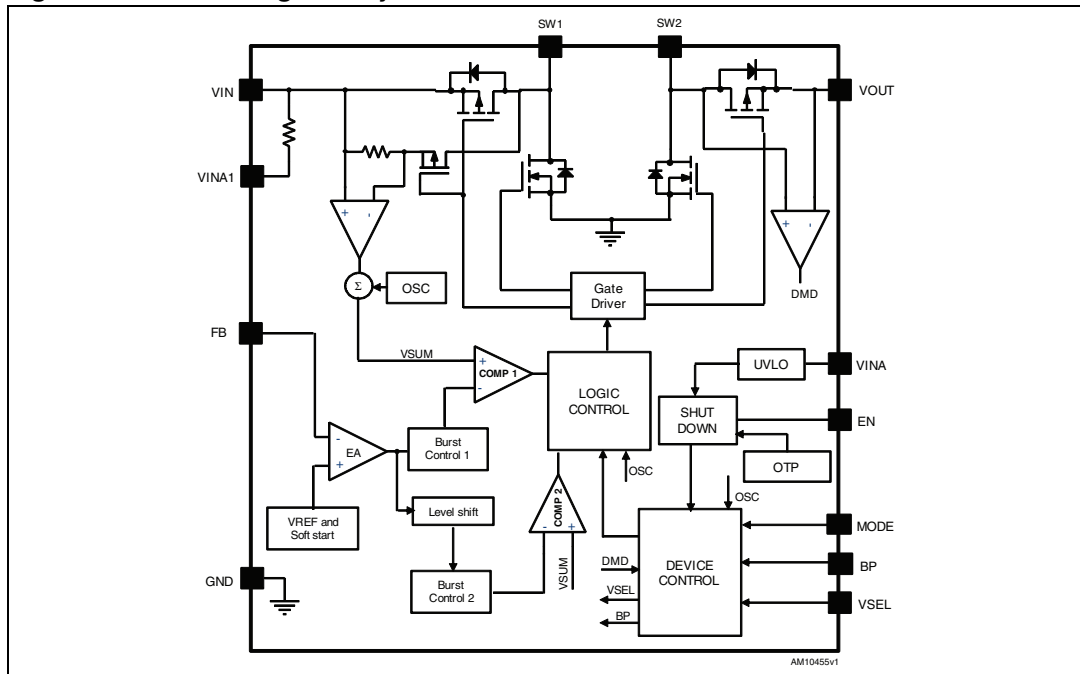 SW1
SW2
VIN
VOUT
VINA1
+
-
+
-
DMD
Σ
OSC
Gate
Driver
FB
VSUM
+
COMP 1
-
LOGIC
CONTROL
UVLO
VINA
SHUT
DOWN
EN
OTP
OSC
-
EA
+
Burst
Control 1
VREF and
Soft start
Level shift
COMP 2
-
+
VSUM
OSC
MODE
GND
Burst
Control 2
DMD
VSEL
BP
DEVICE
CONTROL
BP
VSEL
AM10455v1